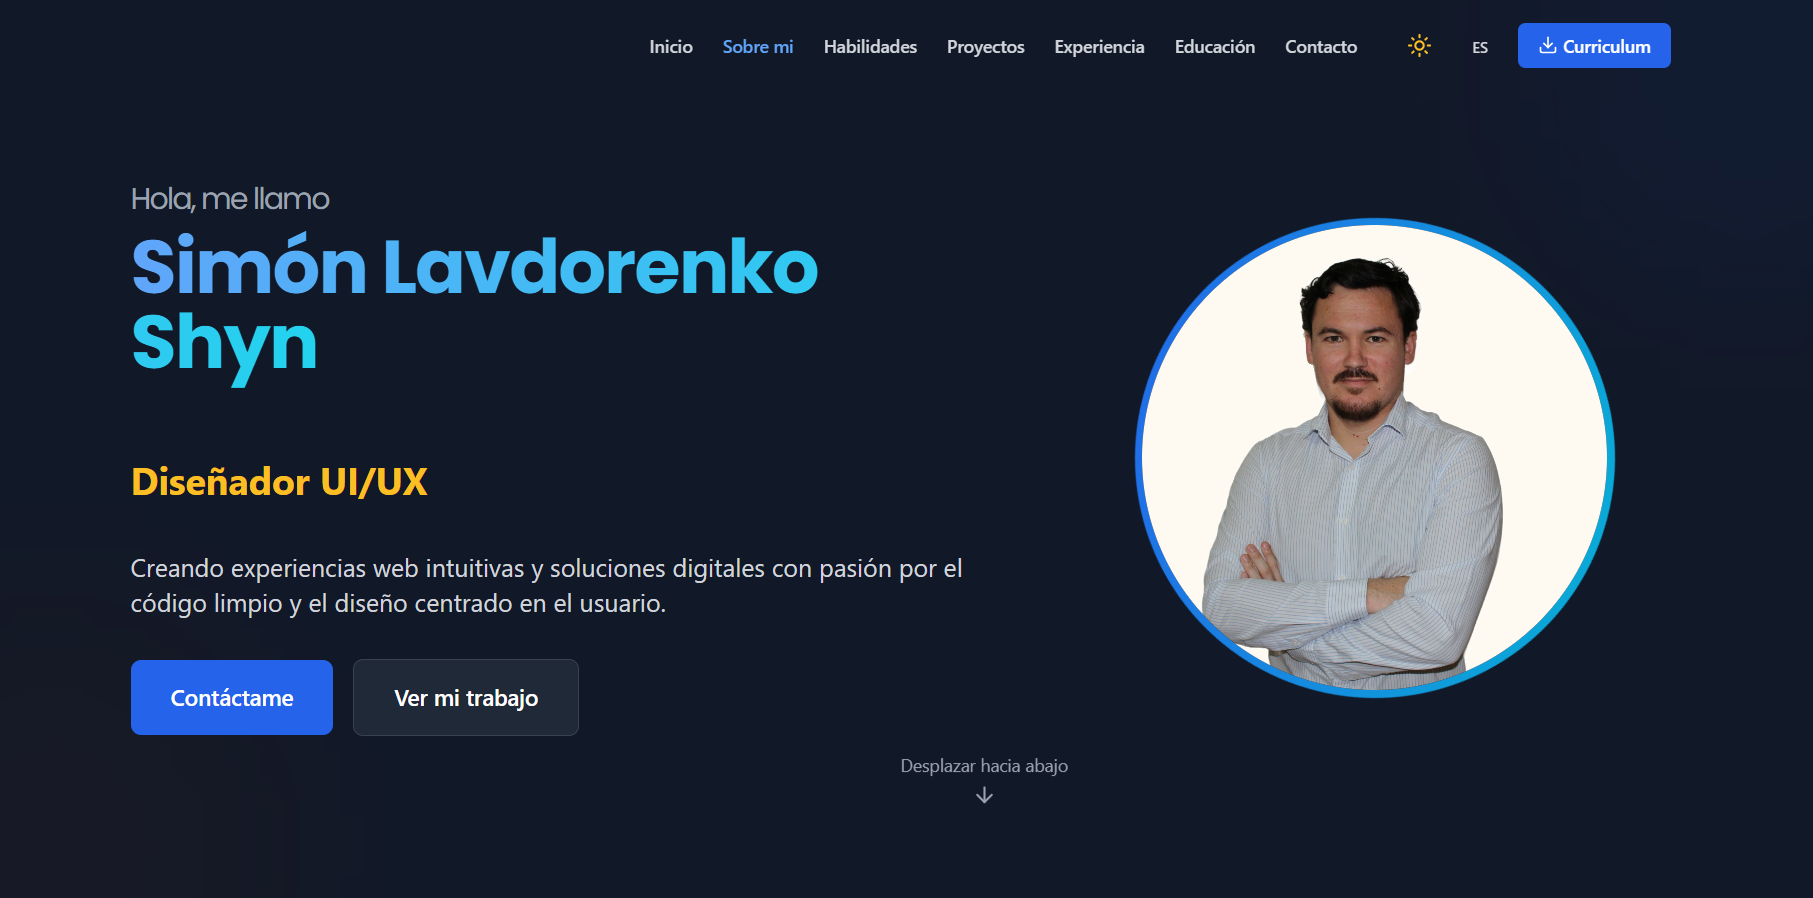 Inicio Sobre mi Habilidades Proyectos Experiencia Educación Contacto ES Curriculum
Hola, me llamo
Simón Lavdorenko
Shyn
Diseñador UI/UX
Creando experiencias web intuitivas y soluciones digitales con pasión por el
código limpio y el diseño centrado en el usuario.
Contáctame Ver mi trabajo
Desplazar hacia abajo